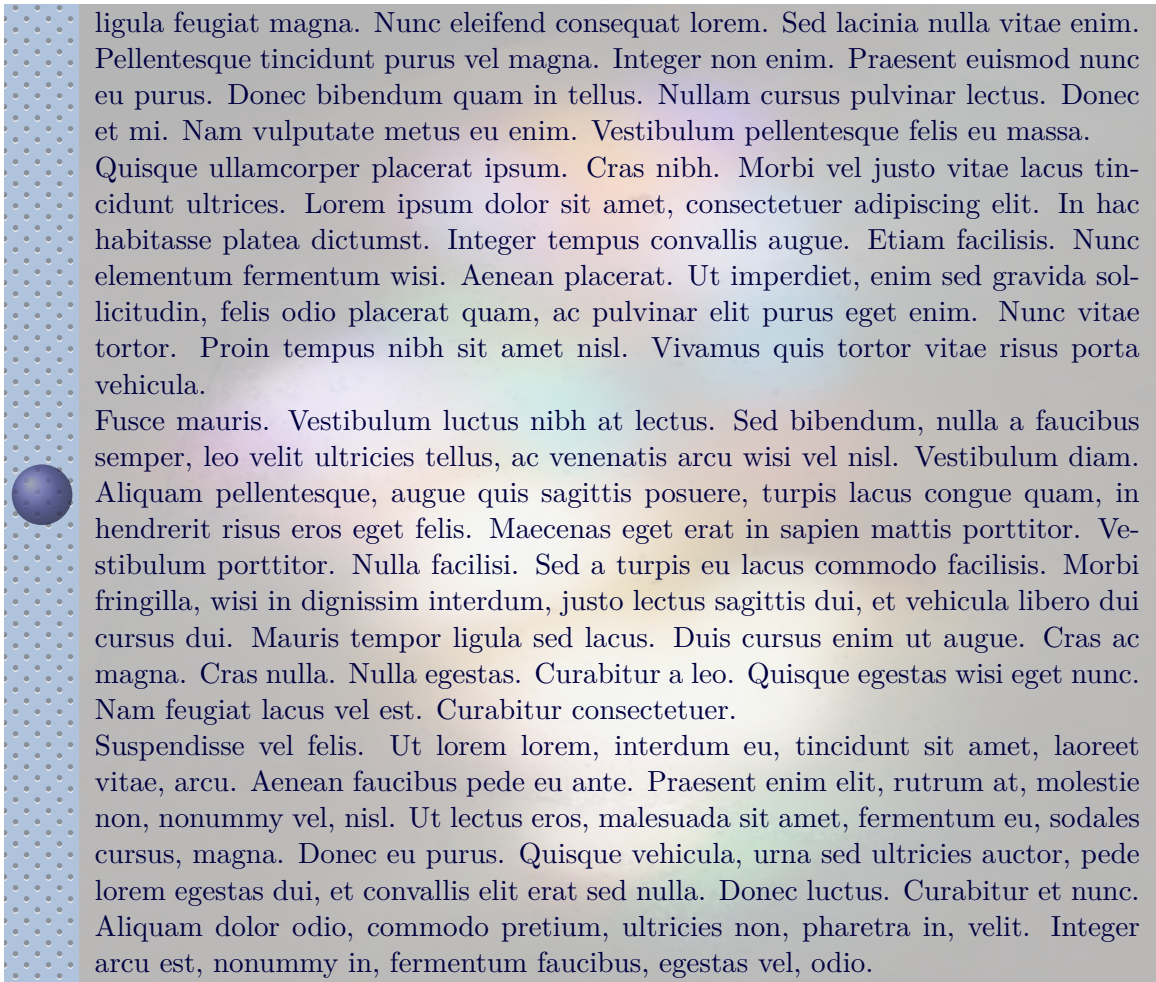 ligula feugiat magna. Nunc eleifend consequat lorem. Sed lacinia nulla vitae enim.
Pellentesque tincidunt purus vel magna. Integer non enim. Praesent euismod nunc
eu purus. Donec bibendum quam in tellus. Nullam cursus pulvinar lectus. Donec
et mi. Nam vulputate metus eu enim. Vestibulum pellentesque felis eu massa.
Quisque ullamcorper placerat ipsum. Cras nibh. Morbi vel justo vitae lacus tin-
cidunt ultrices. Lorem ipsum dolor sit amet, consectetuer adipiscing elit. In hac
habitasse platea dictumst. Integer tempus convallis augue. Etiam facilisis. Nunc
elementum fermentum wisi. Aenean placerat. Ut imperdiet, enim sed gravida sol-
licitudin, felis odio placerat quam, ac pulvinar elit purus eget enim. Nunc vitae
tortor. Proin tempus nibh sit amet nisl. Vivamus quis tortor vitae risus porta
vehicula.
Fusce mauris. Vestibulum luctus nibh at lectus. Sed bibendum, nulla a faucibus
semper, leo velit ultricies tellus, ac venenatis arcu wisi vel nisl. Vestibulum diam.
Aliquam pellentesque, augue quis sagittis posuere, turpis lacus congue quam, in
hendrerit risus eros eget felis. Maecenas eget erat in sapien mattis porttitor. Ve-
stibulum porttitor. Nulla facilisi. Sed a turpis eu lacus commodo facilisis. Morbi
fringilla, wisi in dignissim interdum, justo lectus sagittis dui, et vehicula libero dui
cursus dui. Mauris tempor ligula sed lacus. Duis cursus enim ut augue. Cras ac
magna. Cras nulla. Nulla egestas. Curabitur a leo. Quisque egestas wisi eget nunc.
Nam feugiat lacus vel est. Curabitur consectetuer.
Suspendisse vel felis. Ut lorem lorem, interdum eu, tincidunt sit amet, laoreet
vitae, arcu. Aenean faucibus pede eu ante. Praesent enim elit, rutrum at, molestie
non, nonummy vel, nisl. Ut lectus eros, malesuada sit amet, fermentum eu, sodales
cursus, magna. Donec eu purus. Quisque vehicula, urna sed ultricies auctor, pede
lorem egestas dui, et convallis elit erat sed nulla. Donec luctus. Curabitur et nunc.
Aliquam dolor odio, commodo pretium, ultricies non, pharetra in, velit. Integer
arcu est, nonummy in, fermentum faucibus, egestas vel, odio.